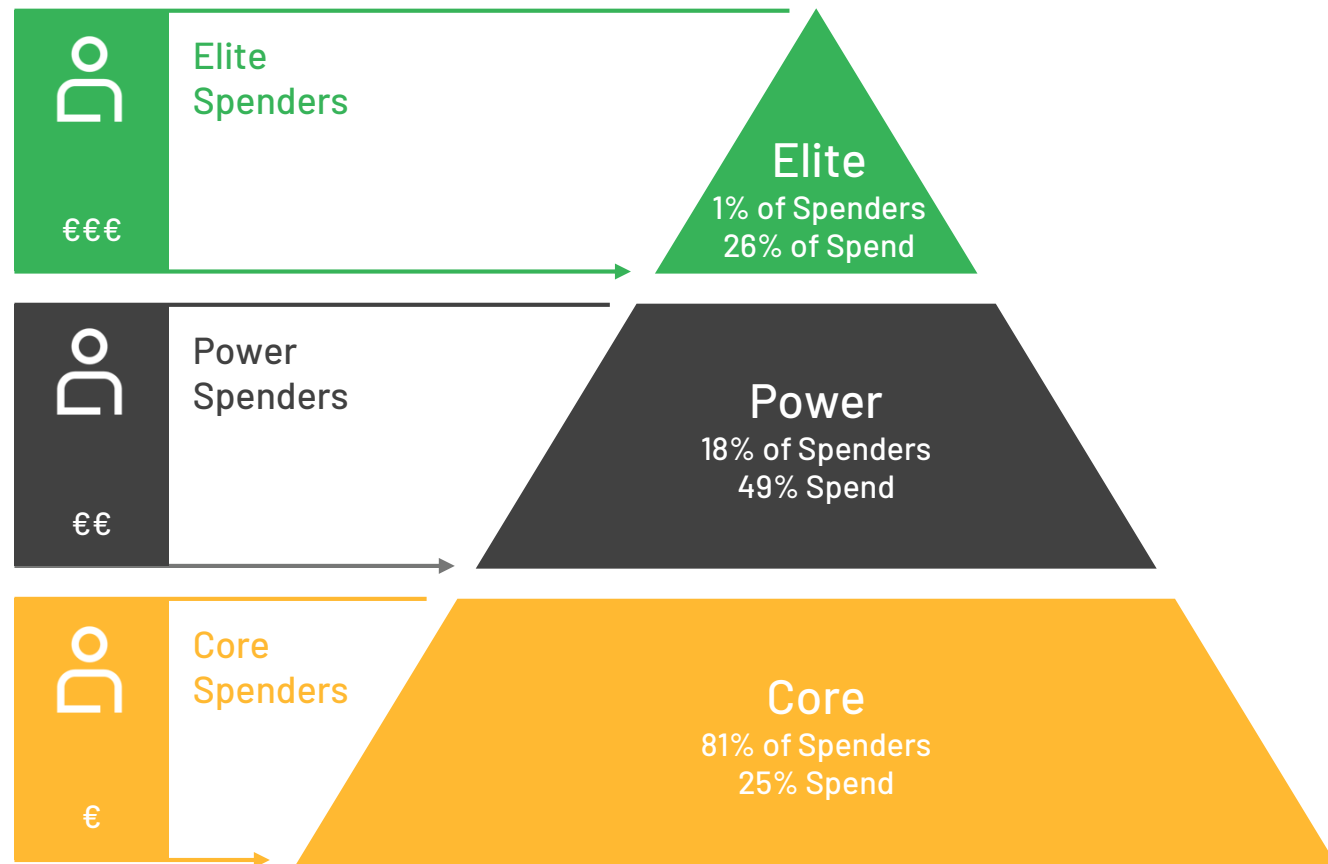 Elite
Spenders
€€€
Elite
1% of Spenders
26% of Spend
Power
Spenders
€€
Power
18% of Spenders
49% Spend
Core
Spenders
€
Core
81% of Spenders
25% Spend